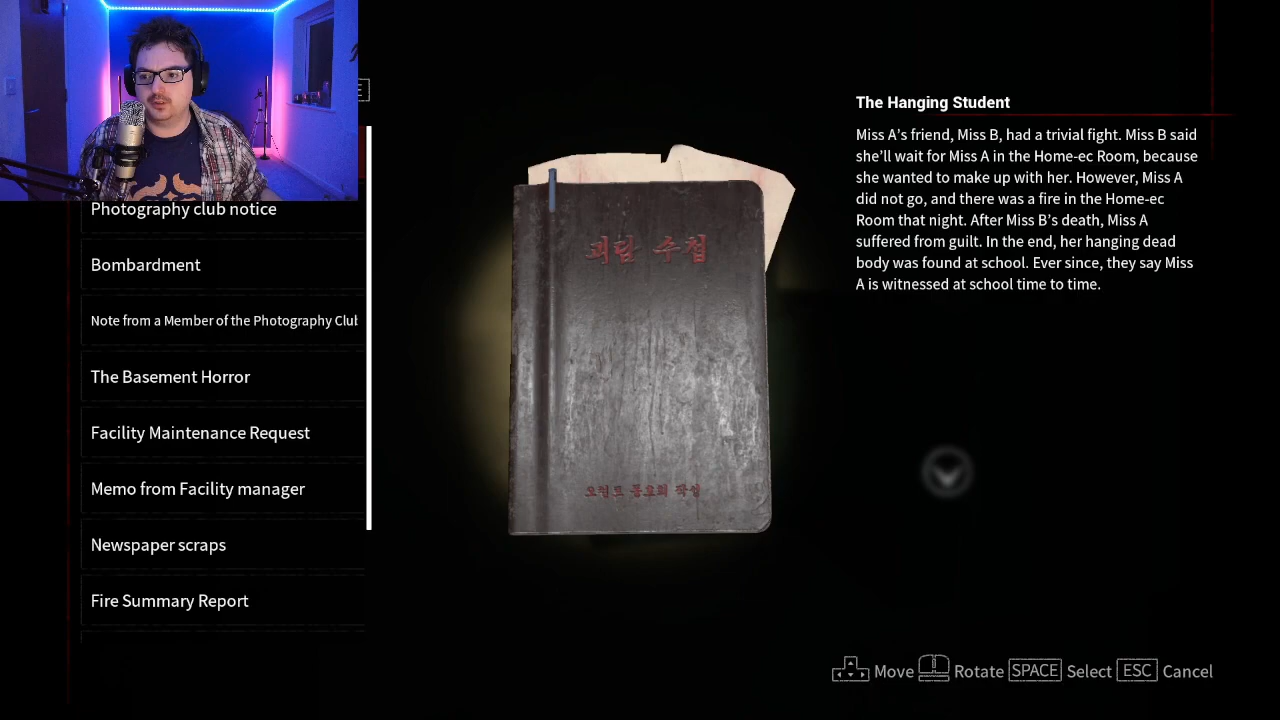 E
Photography club notice
Bombardment
Note from a Member of the Photography Club
The Basement Horror
Facility Maintenance Request
Memo from Facility manager
Newspaper scraps
Fire Summary Report
괴담 수첩
The Hanging Student
Miss A's friend, Miss B, had a trivial fight. Miss B said
she'll wait for Miss A in the Home-ec Room, because
she wanted to make up with her. However, Miss A
did not go, and there was a fire in the Home-ec
Room that night. After Miss B's death, Miss A
suffered from guilt. In the end, her hanging dead
body was found at school. Ever since, they say Miss
A is witnessed at school time to time.
Move Rotate SPACE Select ESC Cancel